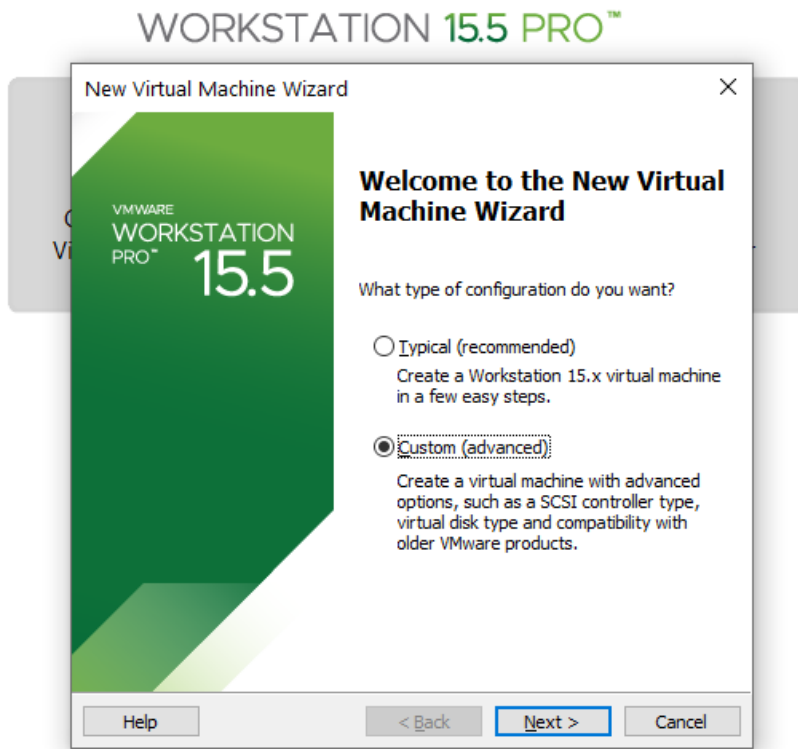 WORKSTATION 15.5 PRO™
New Virtual Machine Wizard
VMWARE
WORKSTATION
PRO™ 15.5
Welcome to the New Virtual
Machine Wizard
What type of configuration do you want?
Typical (recommended)
Create a Workstation 15.x virtual machine
in a few easy steps.
Custom (advanced)
Create a virtual machine with advanced
options, such as a SCSI controller type,
virtual disk type and compatibility with
older VMware products.
Help
< Back
Next >
Cancel